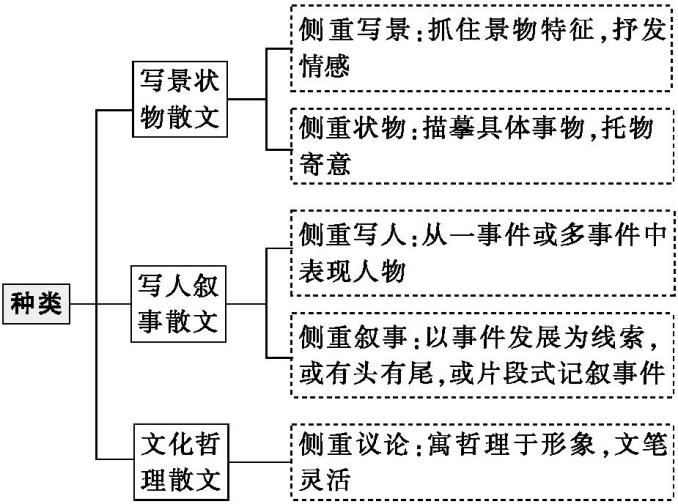 种类
写景状
物散文
侧重写景:抓住景物特征,抒发
情感
侧重状物:描摹具体事物,托物
寄意
写人叙
事散文
侧重写人:从一事件或多事件中
表现人物
侧重叙事:以事件发展为线索,
或有头有尾,或片段式记叙事件
文化哲
理散文
侧重议论:寓哲理于形象,文笔
灵活